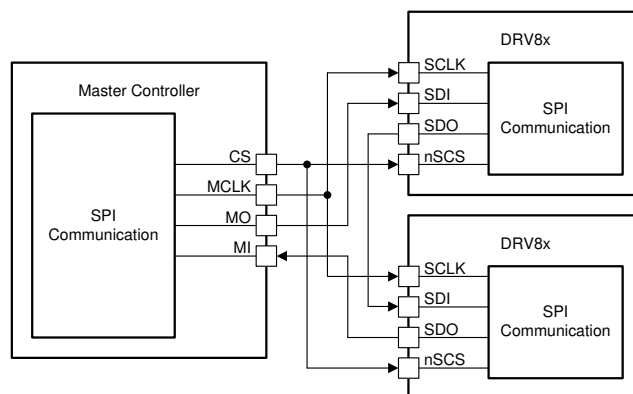 Master Controller
SPI
Communication
CS
MCLK
MO
MI
DRV8x
SCLK
SDI
SDO
nSCS
SPI
Communication
DRV8x
SCLK
SDI
SDO
nSCS
SPI
Communication